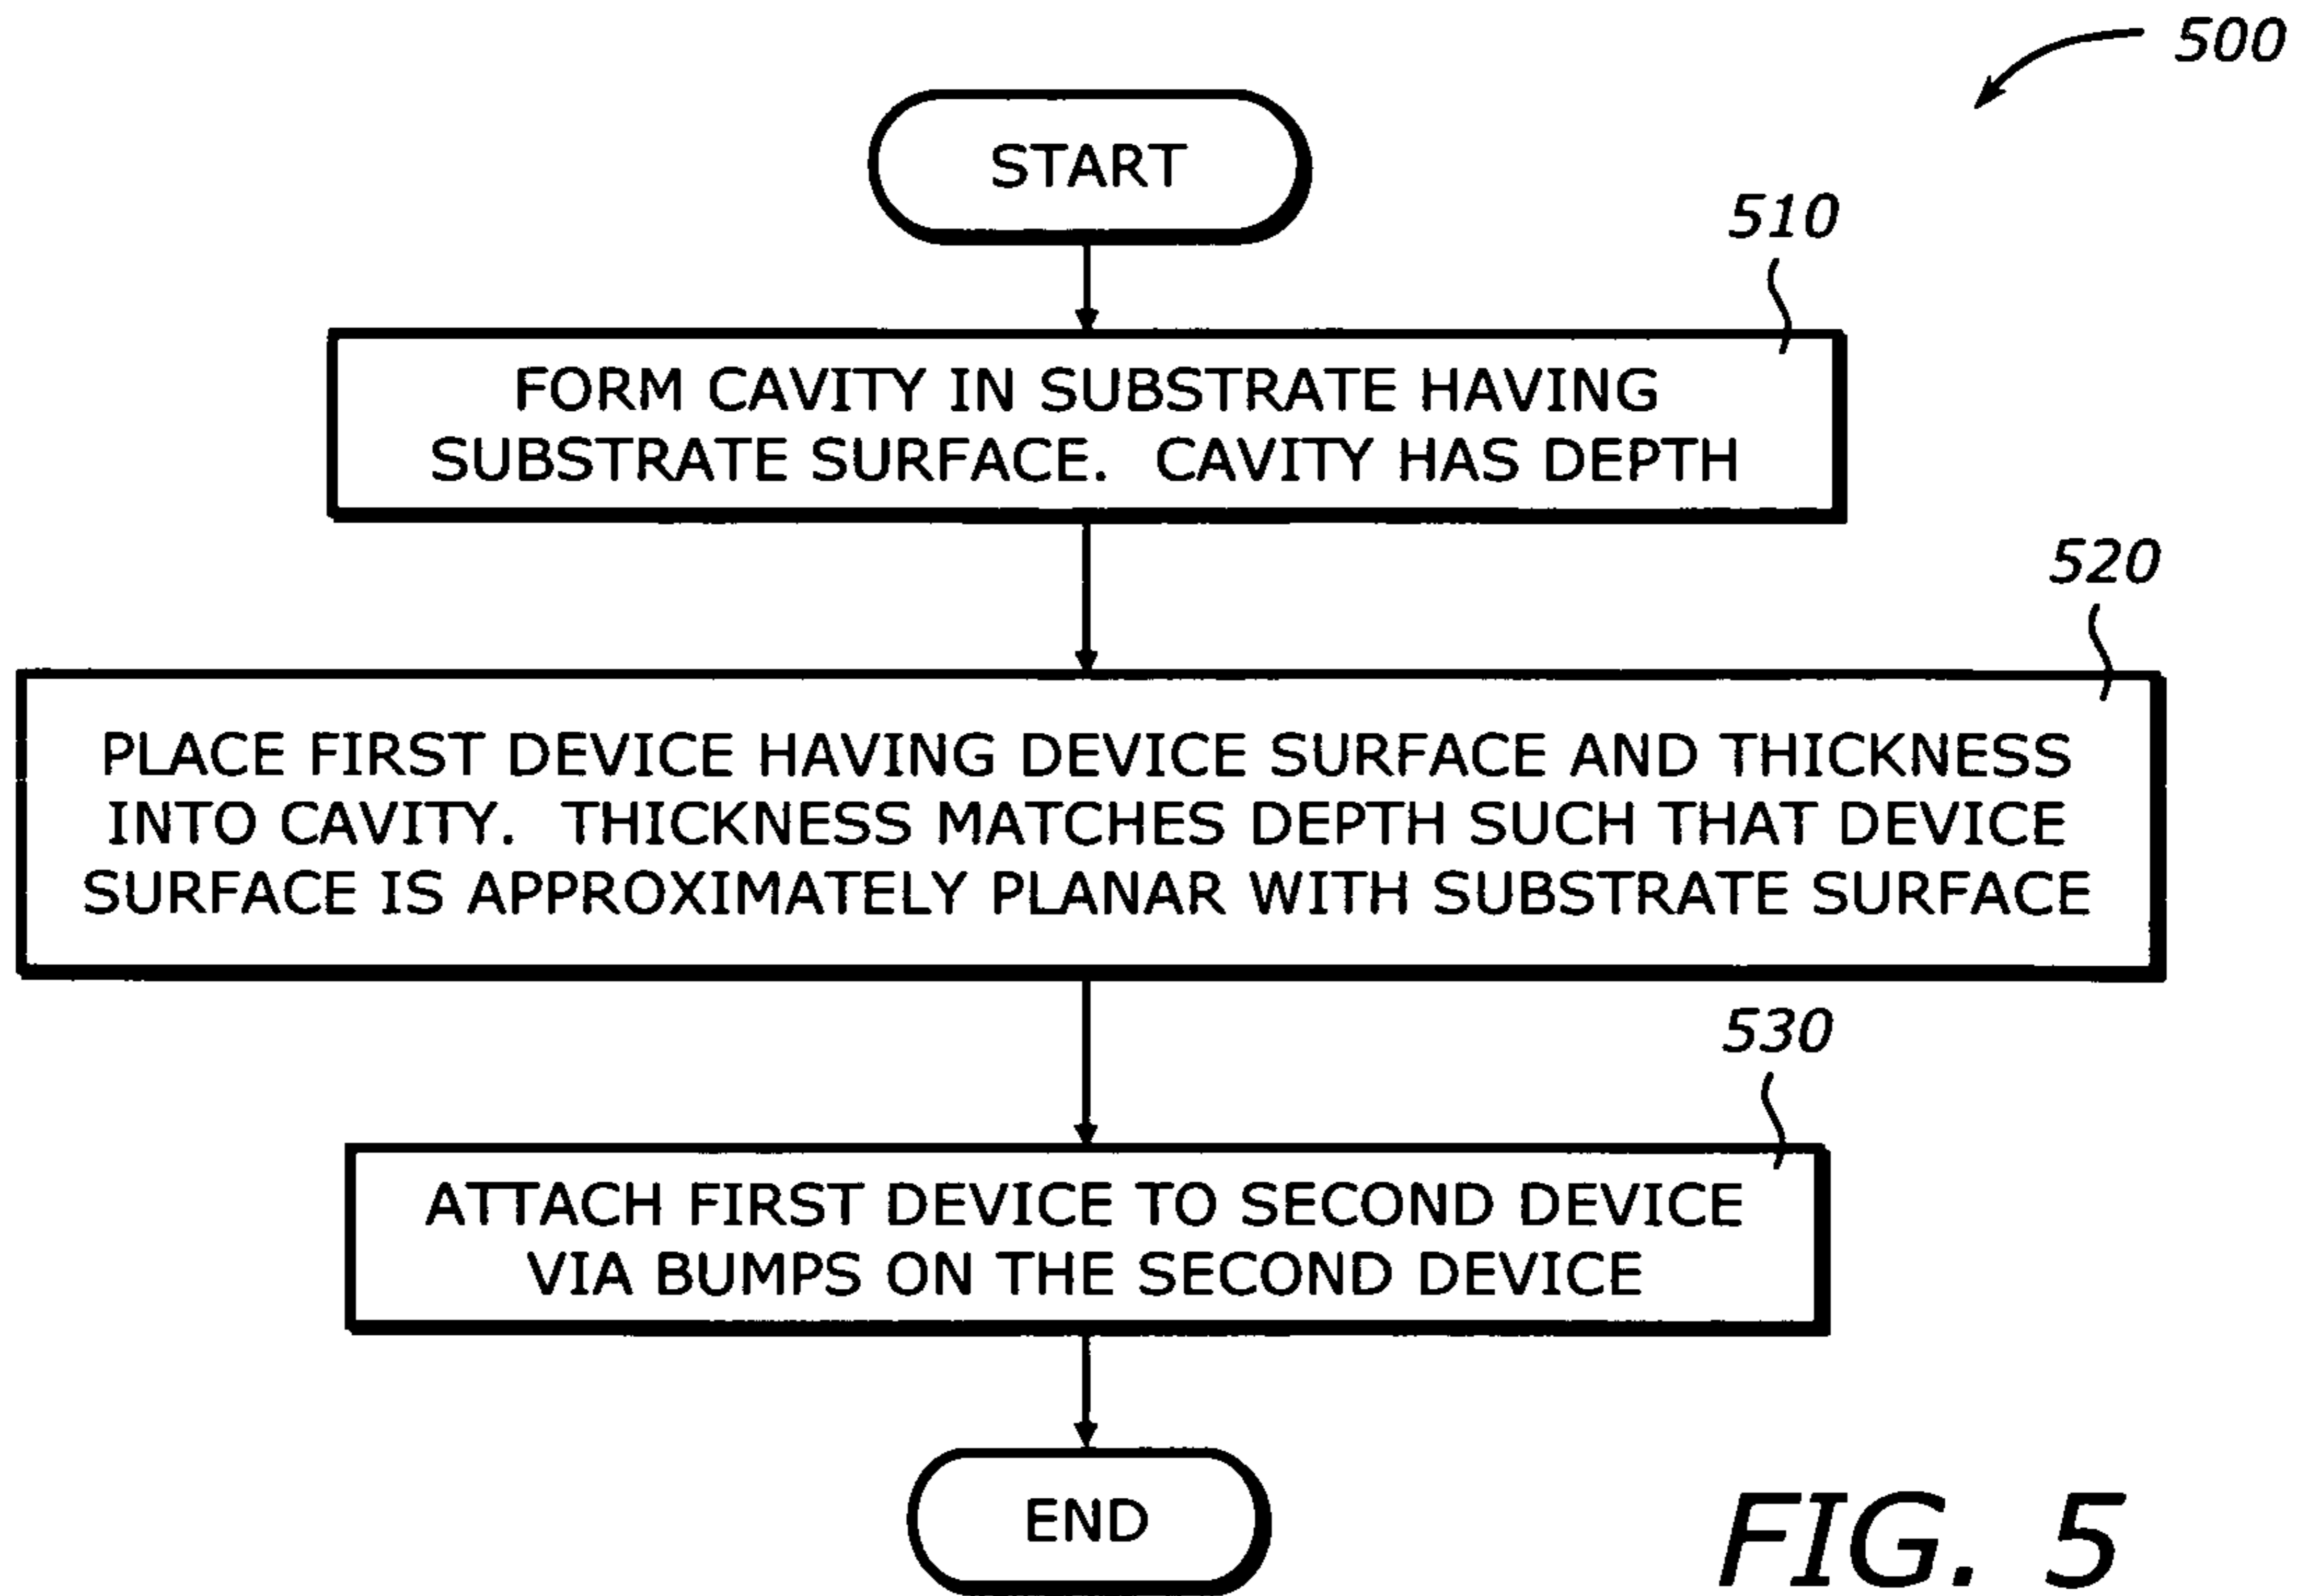 500
START
510
FORM CAVITY IN SUBSTRATE HAVING
SUBSTRATE SURFACE. CAVITY HAS DEPTH
520
PLACE FIRST DEVICE HAVING DEVICE SURFACE AND THICKNESS
INTO CAVITY. THICKNESS MATCHES DEPTH SUCH THAT DEVICE
SURFACE IS APPROXIMATELY PLANAR WITH SUBSTRATE SURFACE
530
ATTACH FIRST DEVICE TO SECOND DEVICE
VIA BUMPS ON THE SECOND DEVICE
END
FIG. 5